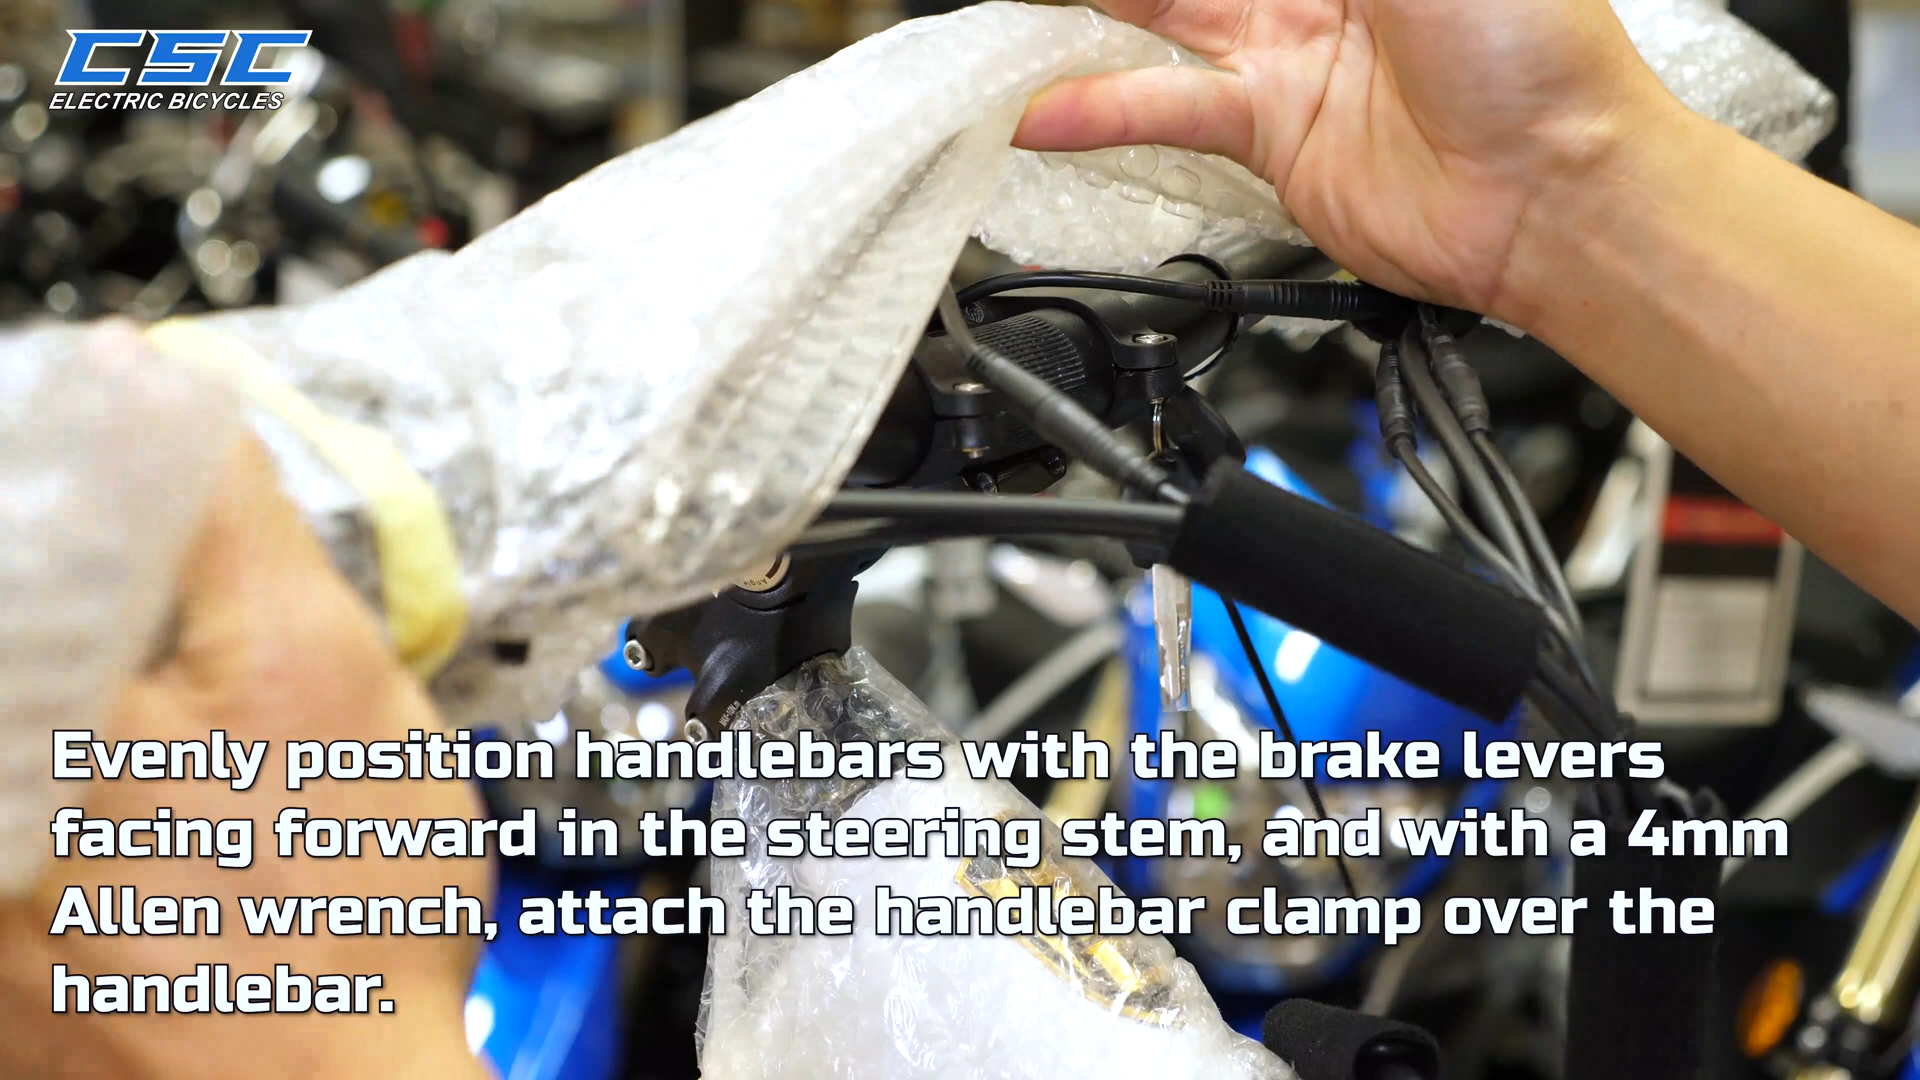 CSC
ELECTRIC BICYCLES
Angle
Evenly position handlebars with the brake levers
facing forward in the steering stem, and with a 4mm
Allen wrench, attach the handlebar clamp over the
handlebar.